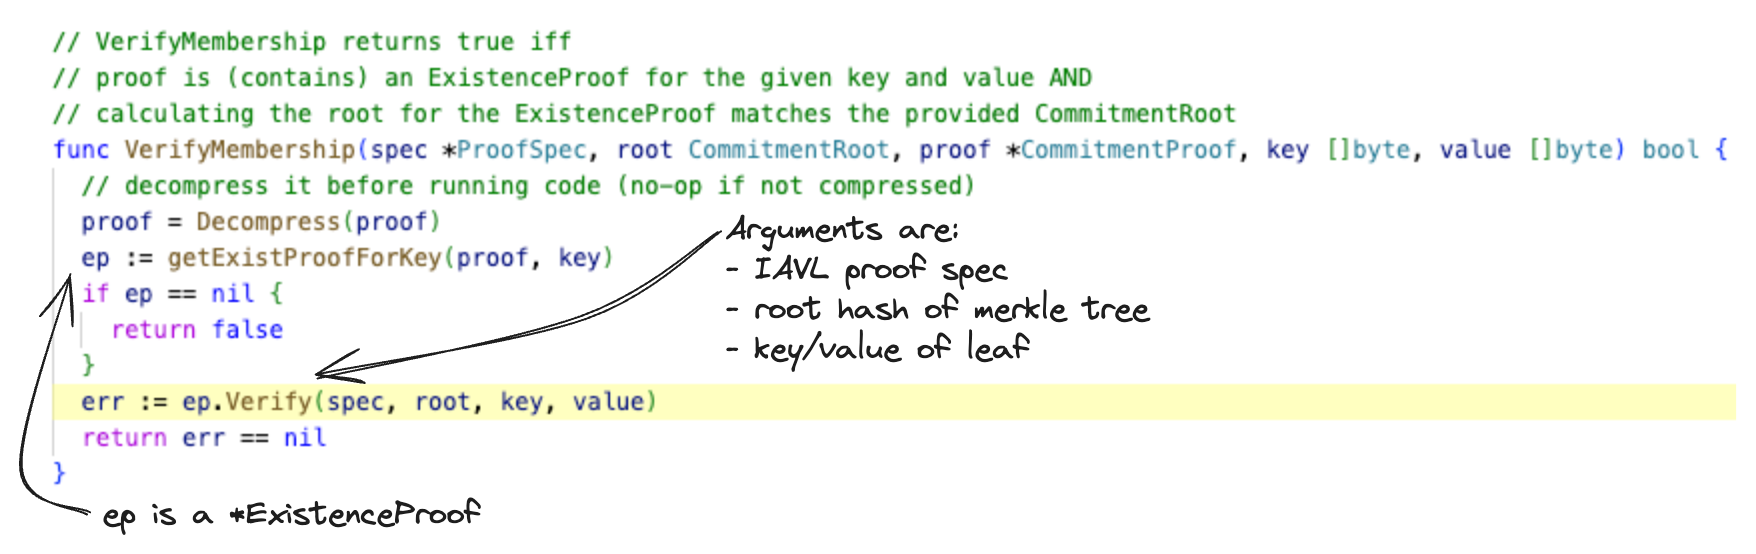 // VerifyMembership returns true iff
// proof is (contains) an ExistenceProof for the given key and value AND
// calculating the root for the ExistenceProof matches the provided CommitmentRoot
func VerifyMembership(spec *ProofSpec, root CommitmentRoot, proof *CommitmentProof, key []byte, value []byte) bool {
// decompress it before running code (no-op if not compressed)
proof = Decompress(proof)
ep := getExistProofForKey(proof, key)
if ep == nil {
return false
}
err := ep.Verify(spec, root, key, value)
return err == nil
}
Arguments are:
- IAVL proof spec
- root hash of merkle tree
- key/value of leaf
ep is a *ExistenceProof